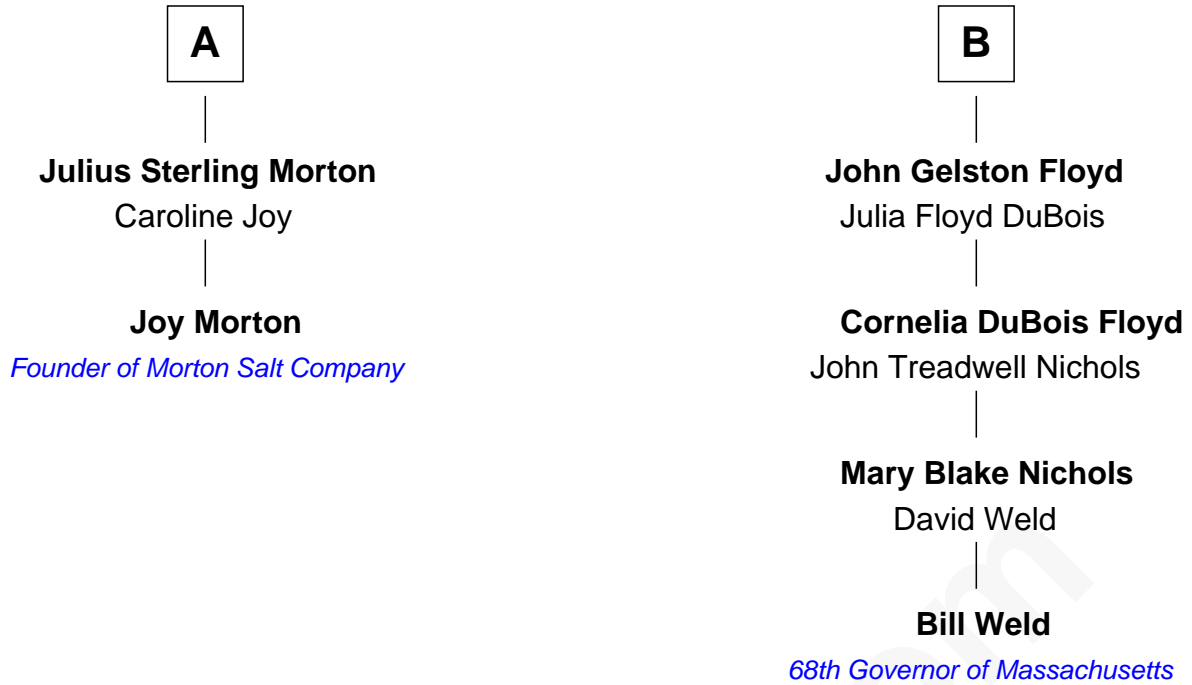 A
Julius Sterling Morton
Caroline Joy
Joy Morton
Founder of Morton Salt Company
B
John Gelston Floyd
Julia Floyd DuBois
Cornelia DuBois Floyd
John Treadwell Nichols
Mary Blake Nichols
David Weld
Bill Weld
68th Governor of Massachusetts